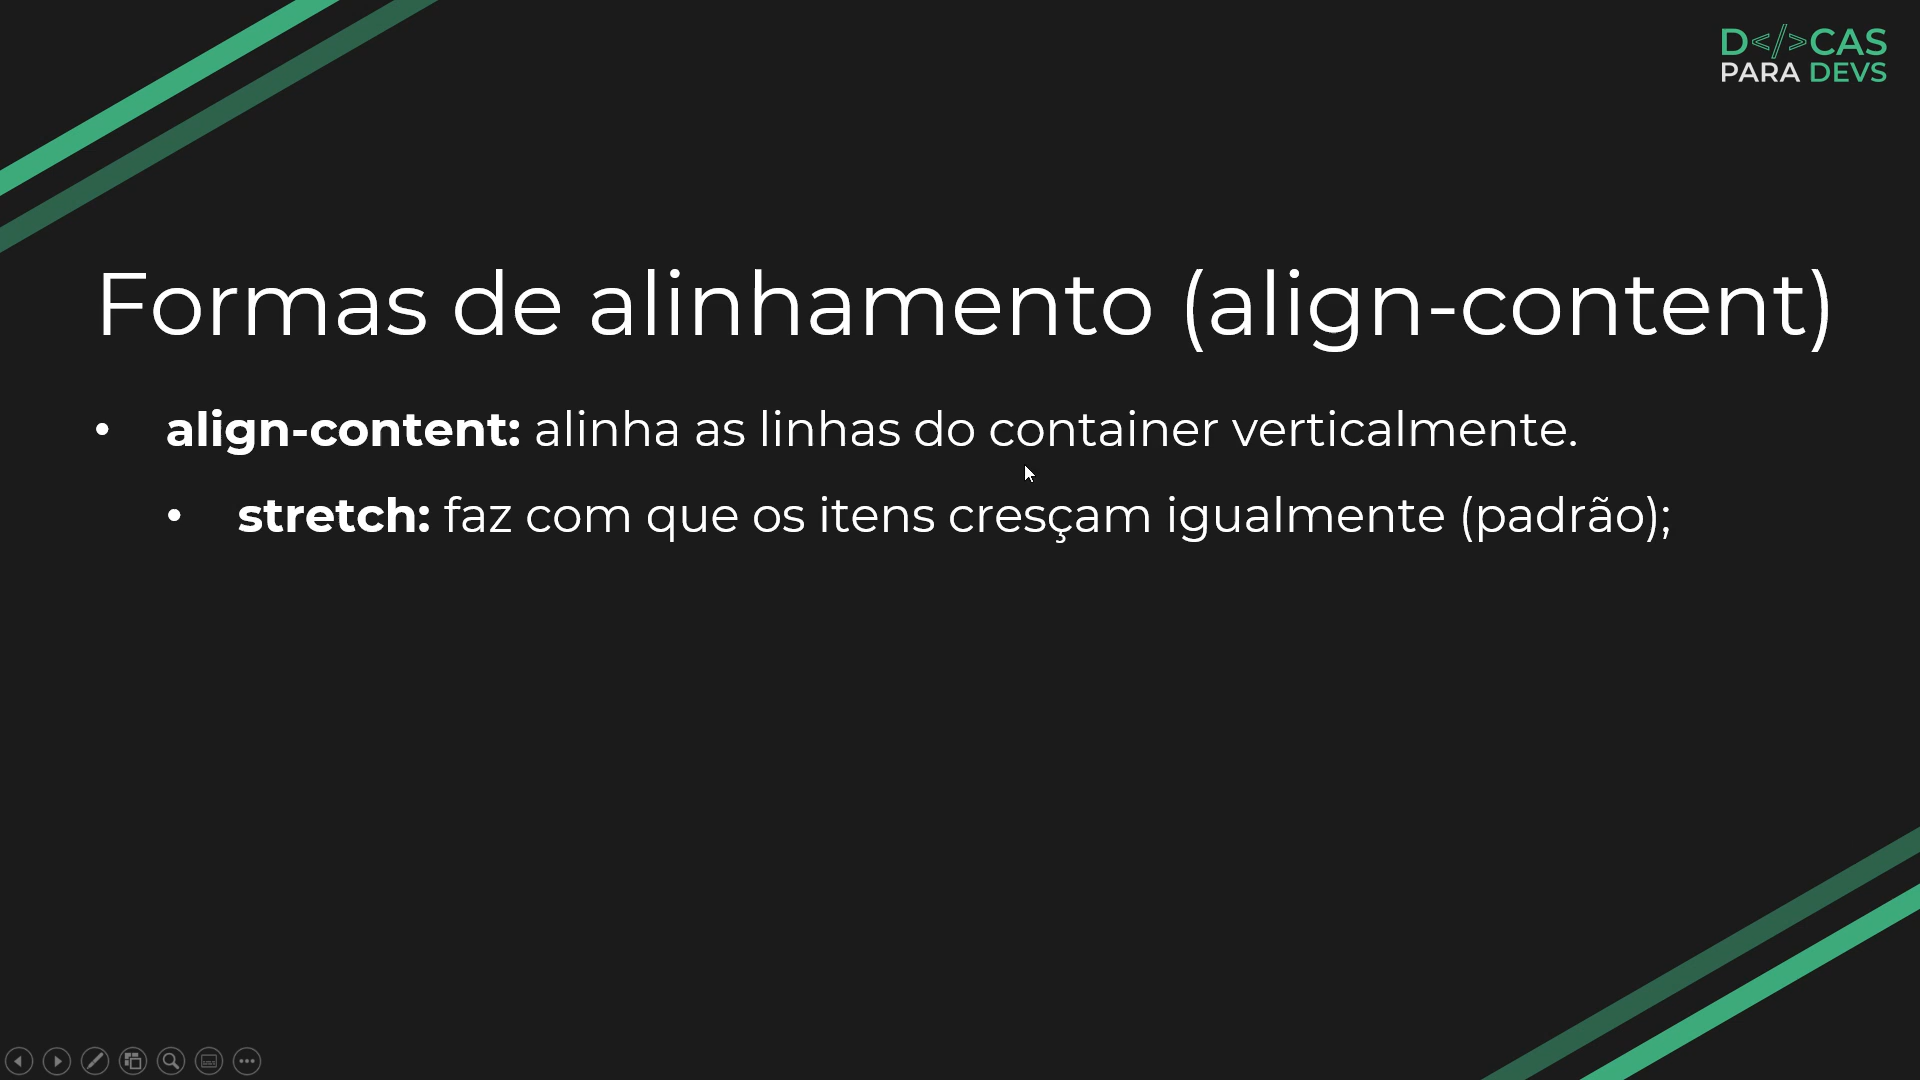 D</>CAS
PARA DEVS
Formas de alinhamento (align-content)
• align-content: alinha as linhas do container verticalmente.
• stretch: faz com que os itens cresçam igualmente (padrão);